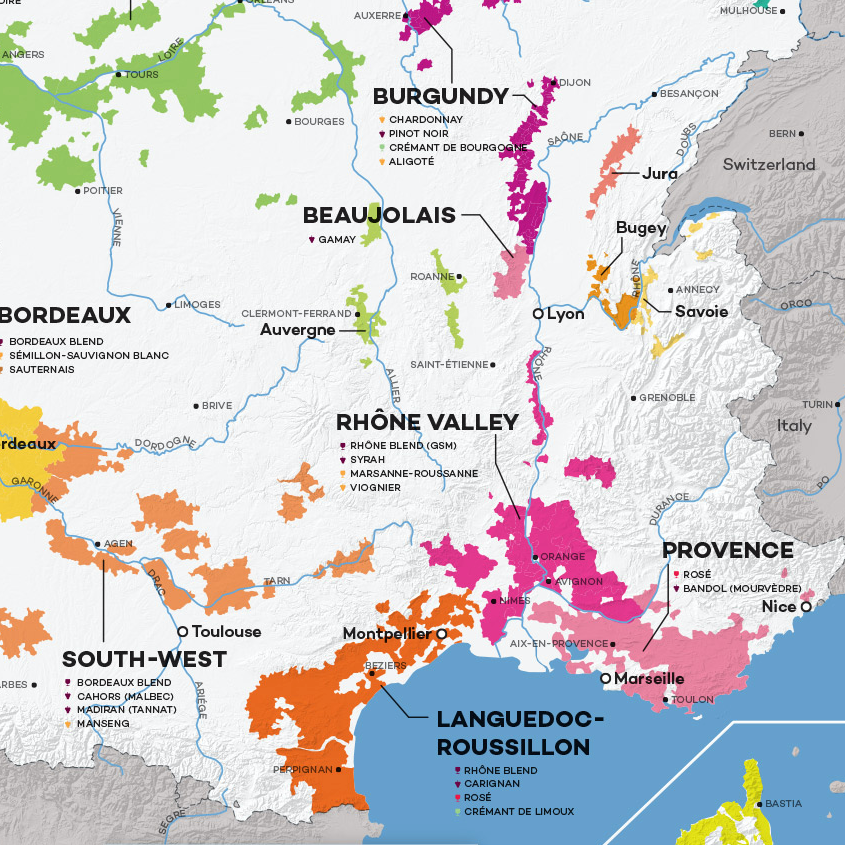 OIRE
ORLÉANS
AUXERRE
MULHOUSE
ANGERS
LOIRE
TOURS
DIJON
BESANÇON
BURGUNDY
CHARDONNAY
PINOT NOIR
CRÉMANT DE BOURGOGNE
ALIGOTÉ
BOURGES
SAÔNE
DOUBS
BERN
Switzerland
Jura
POITIER
VIENNE
BEAUJOLAIS
GAMAY
Bugey
ROANNE
RHÔNE
ANNECY
ORCO
LIMOGES
CLERMONT-FERRAND
Auvergne
Lyon
Savoie
BORDEAUX
BORDEAUX BLEND
SÉMILLON-SAUVIGNON BLANC
SAUTERNAIS
SAINT-ÉTIENNE
RHÔNE
ALLIER
GRENOBLE
BRIVE
TURIN
Italy
RHÔNE VALLEY
RHÔNE BLEND (GSM)
SYRAH
MARSANNE-ROUSSANNE
VIOGNIER
rdeaux
DORDOGNE
GARONNE
PO
DURANCE
AGEN
ORANGE
PROVENCE
ROSÉ
BANDOL (MOURVÈDRE)
DRAC
TARN
AVIGNON
NÎMES
Nice
Toulouse
Montpellier
AIX-EN-PROVENCE
SOUTH-WEST
BORDEAUX BLEND
CAHORS (MALBEC)
MADIRAN (TANNAT)
MANSENG
RBES
ARIÉGE
BEZIERS
Marseille
TOULON
LANGUEDOC-
ROUSSILLON
RHÔNE BLEND
CARIGNAN
ROSÉ
CRÉMANT DE LIMOUX
PERPIGNAN
SEGRE
BASTIA